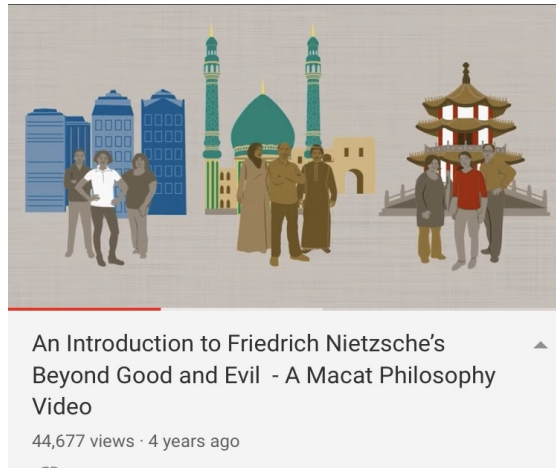 An Introduction to Friedrich Nietzsche’s
Beyond Good and Evil  - A Macat Philosophy
Video
44,677 views · 4 years ago